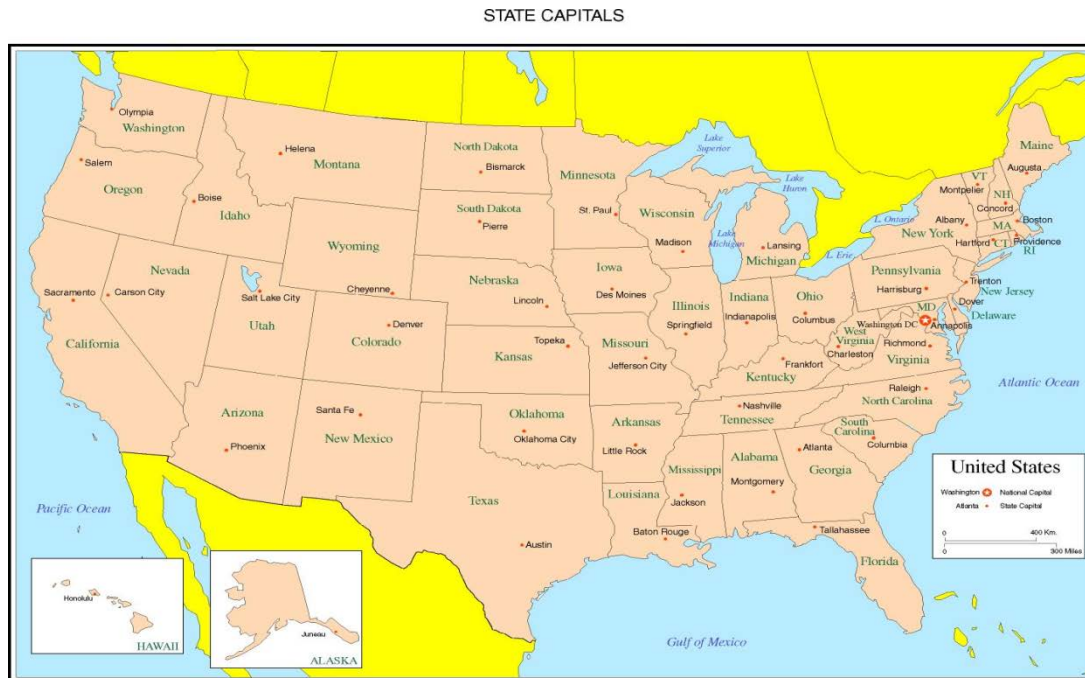 STATE CAPITALS
Olympia
Washington
Salem
Oregon
Helena
Montana
Boise
Idaho
North Dakota
Bismarck
South Dakota
Pierre
Minnesota
St. Paul
Lake
Superior
Wisconsin
Madison
Lake
Michigan
Lake
Huron
Lansing
Michigan
L. Ontario
L. Erie
Maine
Augusta
VT
Montpelier
NH
Concord
Albany
New York
Boston
MA
Hartford
CT
Providence
RI
Wyoming
Cheyenne
Nevada
Carson City
Sacramento
California
Salt Lake City
Utah
Denver
Colorado
Nebraska
Lincoln
Topeka
Kansas
Iowa
Des Moines
Illinois
Springfield
Indiana
Indianapolis
Ohio
Columbus
Pennsylvania
Harrisburg
Trenton
New Jersey
Dover
Delaware
MD
Washington DC
Annapolis
West
Virginia
Charleston
Richmond
Virginia
Missouri
Jefferson City
Kentucky
Frankfort
Raleigh
North Carolina
Nashville
Tennessee
South
Carolina
Columbia
Arizona
Phoenix
Santa Fe
New Mexico
Oklahoma
Oklahoma City
Arkansas
Little Rock
Mississippi
Jackson
Alabama
Montgomery
Atlanta
Georgia
Texas
Austin
Louisiana
Baton Rouge
Tallahassee
Florida
Atlantic Ocean
Pacific Ocean
Gulf of Mexico
Honolulu
HAWAII
Juneau
ALASKA
United States
Washington National Capital
Atlanta State Capital
0 400 Km.
0 300 Miles